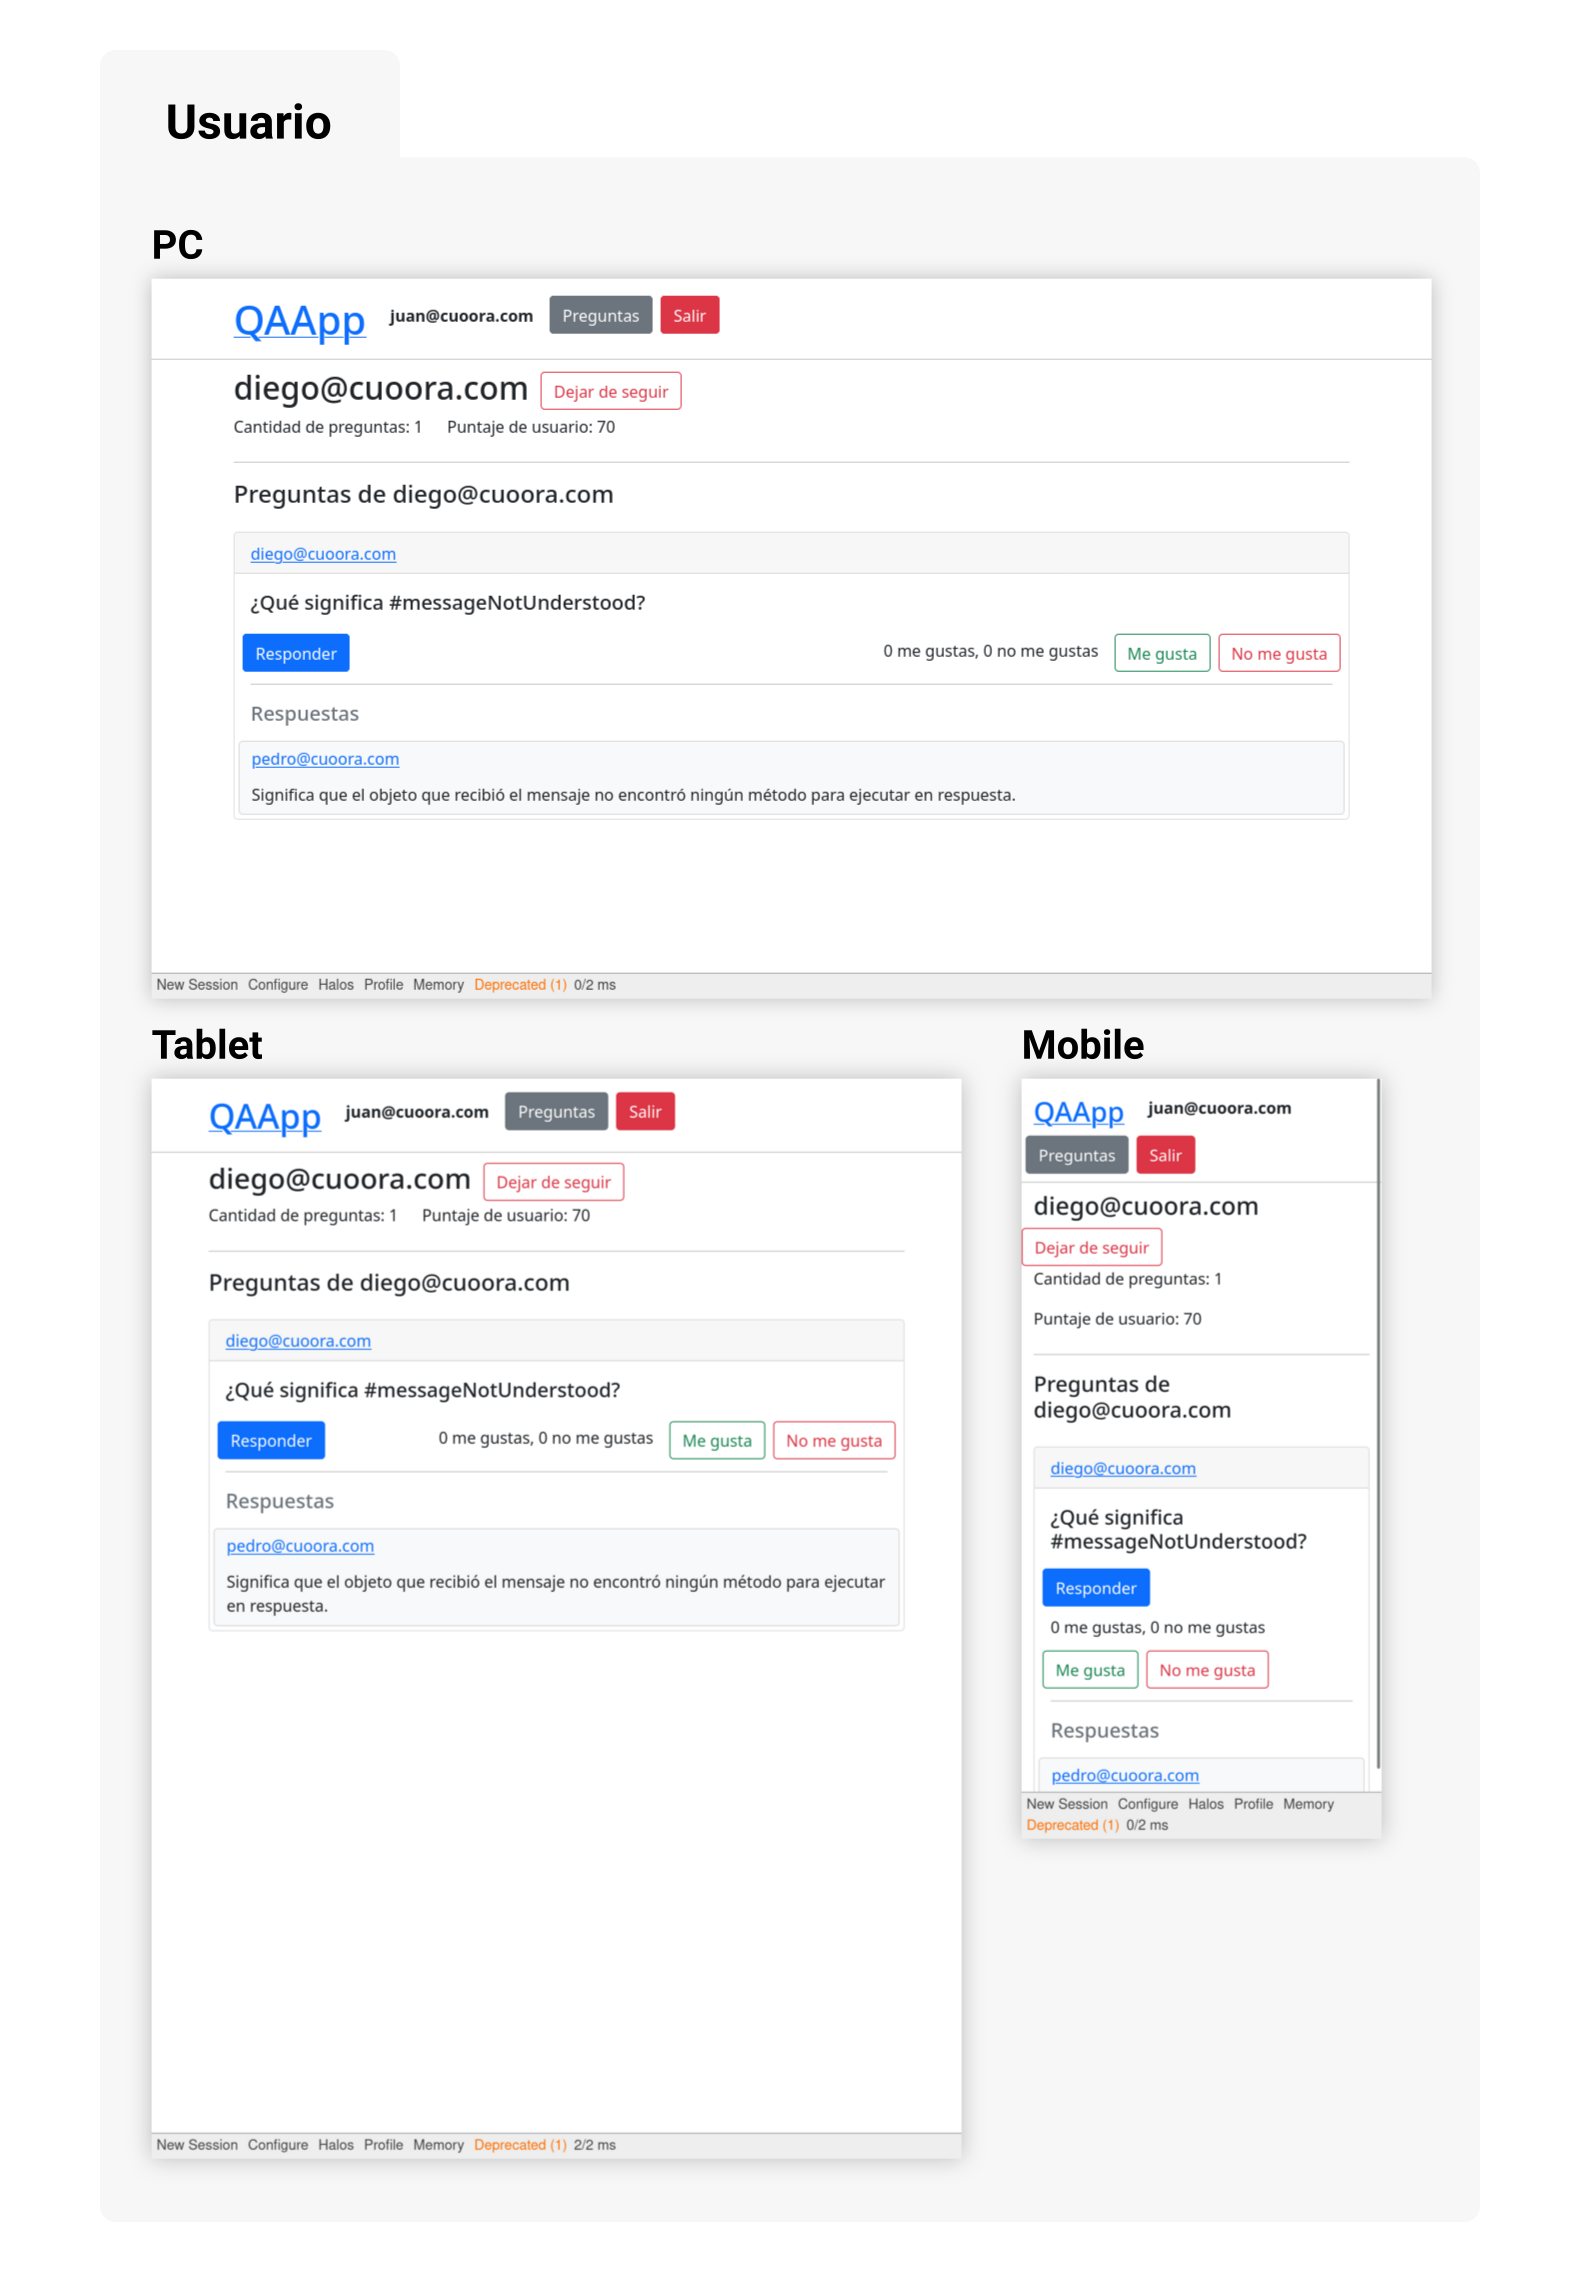 Usuario
PC
QAApp juan@cuoora.com Preguntas Salir
diego@cuoora.com Dejar de seguir
Cantidad de preguntas: 1 Puntaje de usuario: 70
Preguntas de diego@cuoora.com
diego@cuoora.com
¿Qué significa #messageNotUnderstood?
Responder 0 me gustas, 0 no me gustas Me gusta No me gusta
Respuestas
pedro@cuoora.com
Significa que el objeto que recibió el mensaje no encontró ningún método para ejecutar en respuesta.
New Session Configure Halos Profile Memory Deprecated (1) 0/2 ms
Tablet
QAApp juan@cuoora.com Preguntas Salir
diego@cuoora.com Dejar de seguir
Cantidad de preguntas: 1 Puntaje de usuario: 70
Preguntas de diego@cuoora.com
diego@cuoora.com
¿Qué significa #messageNotUnderstood?
Responder 0 me gustas, 0 no me gustas Me gusta No me gusta
Respuestas
pedro@cuoora.com
Significa que el objeto que recibió el mensaje no encontró ningún método para ejecutar
en respuesta.
New Session Configure Halos Profile Memory Deprecated (1) 2/2 ms
Mobile
QAApp juan@cuoora.com
Preguntas Salir
diego@cuoora.com
Dejar de seguir
Cantidad de preguntas: 1
Puntaje de usuario: 70
Preguntas de
diego@cuoora.com
diego@cuoora.com
¿Qué significa
#messageNotUnderstood?
Responder
0 me gustas, 0 no me gustas
Me gusta No me gusta
Respuestas
pedro@cuoora.com
New Session Configure Halos Profile Memory
Deprecated (1) 0/2 ms